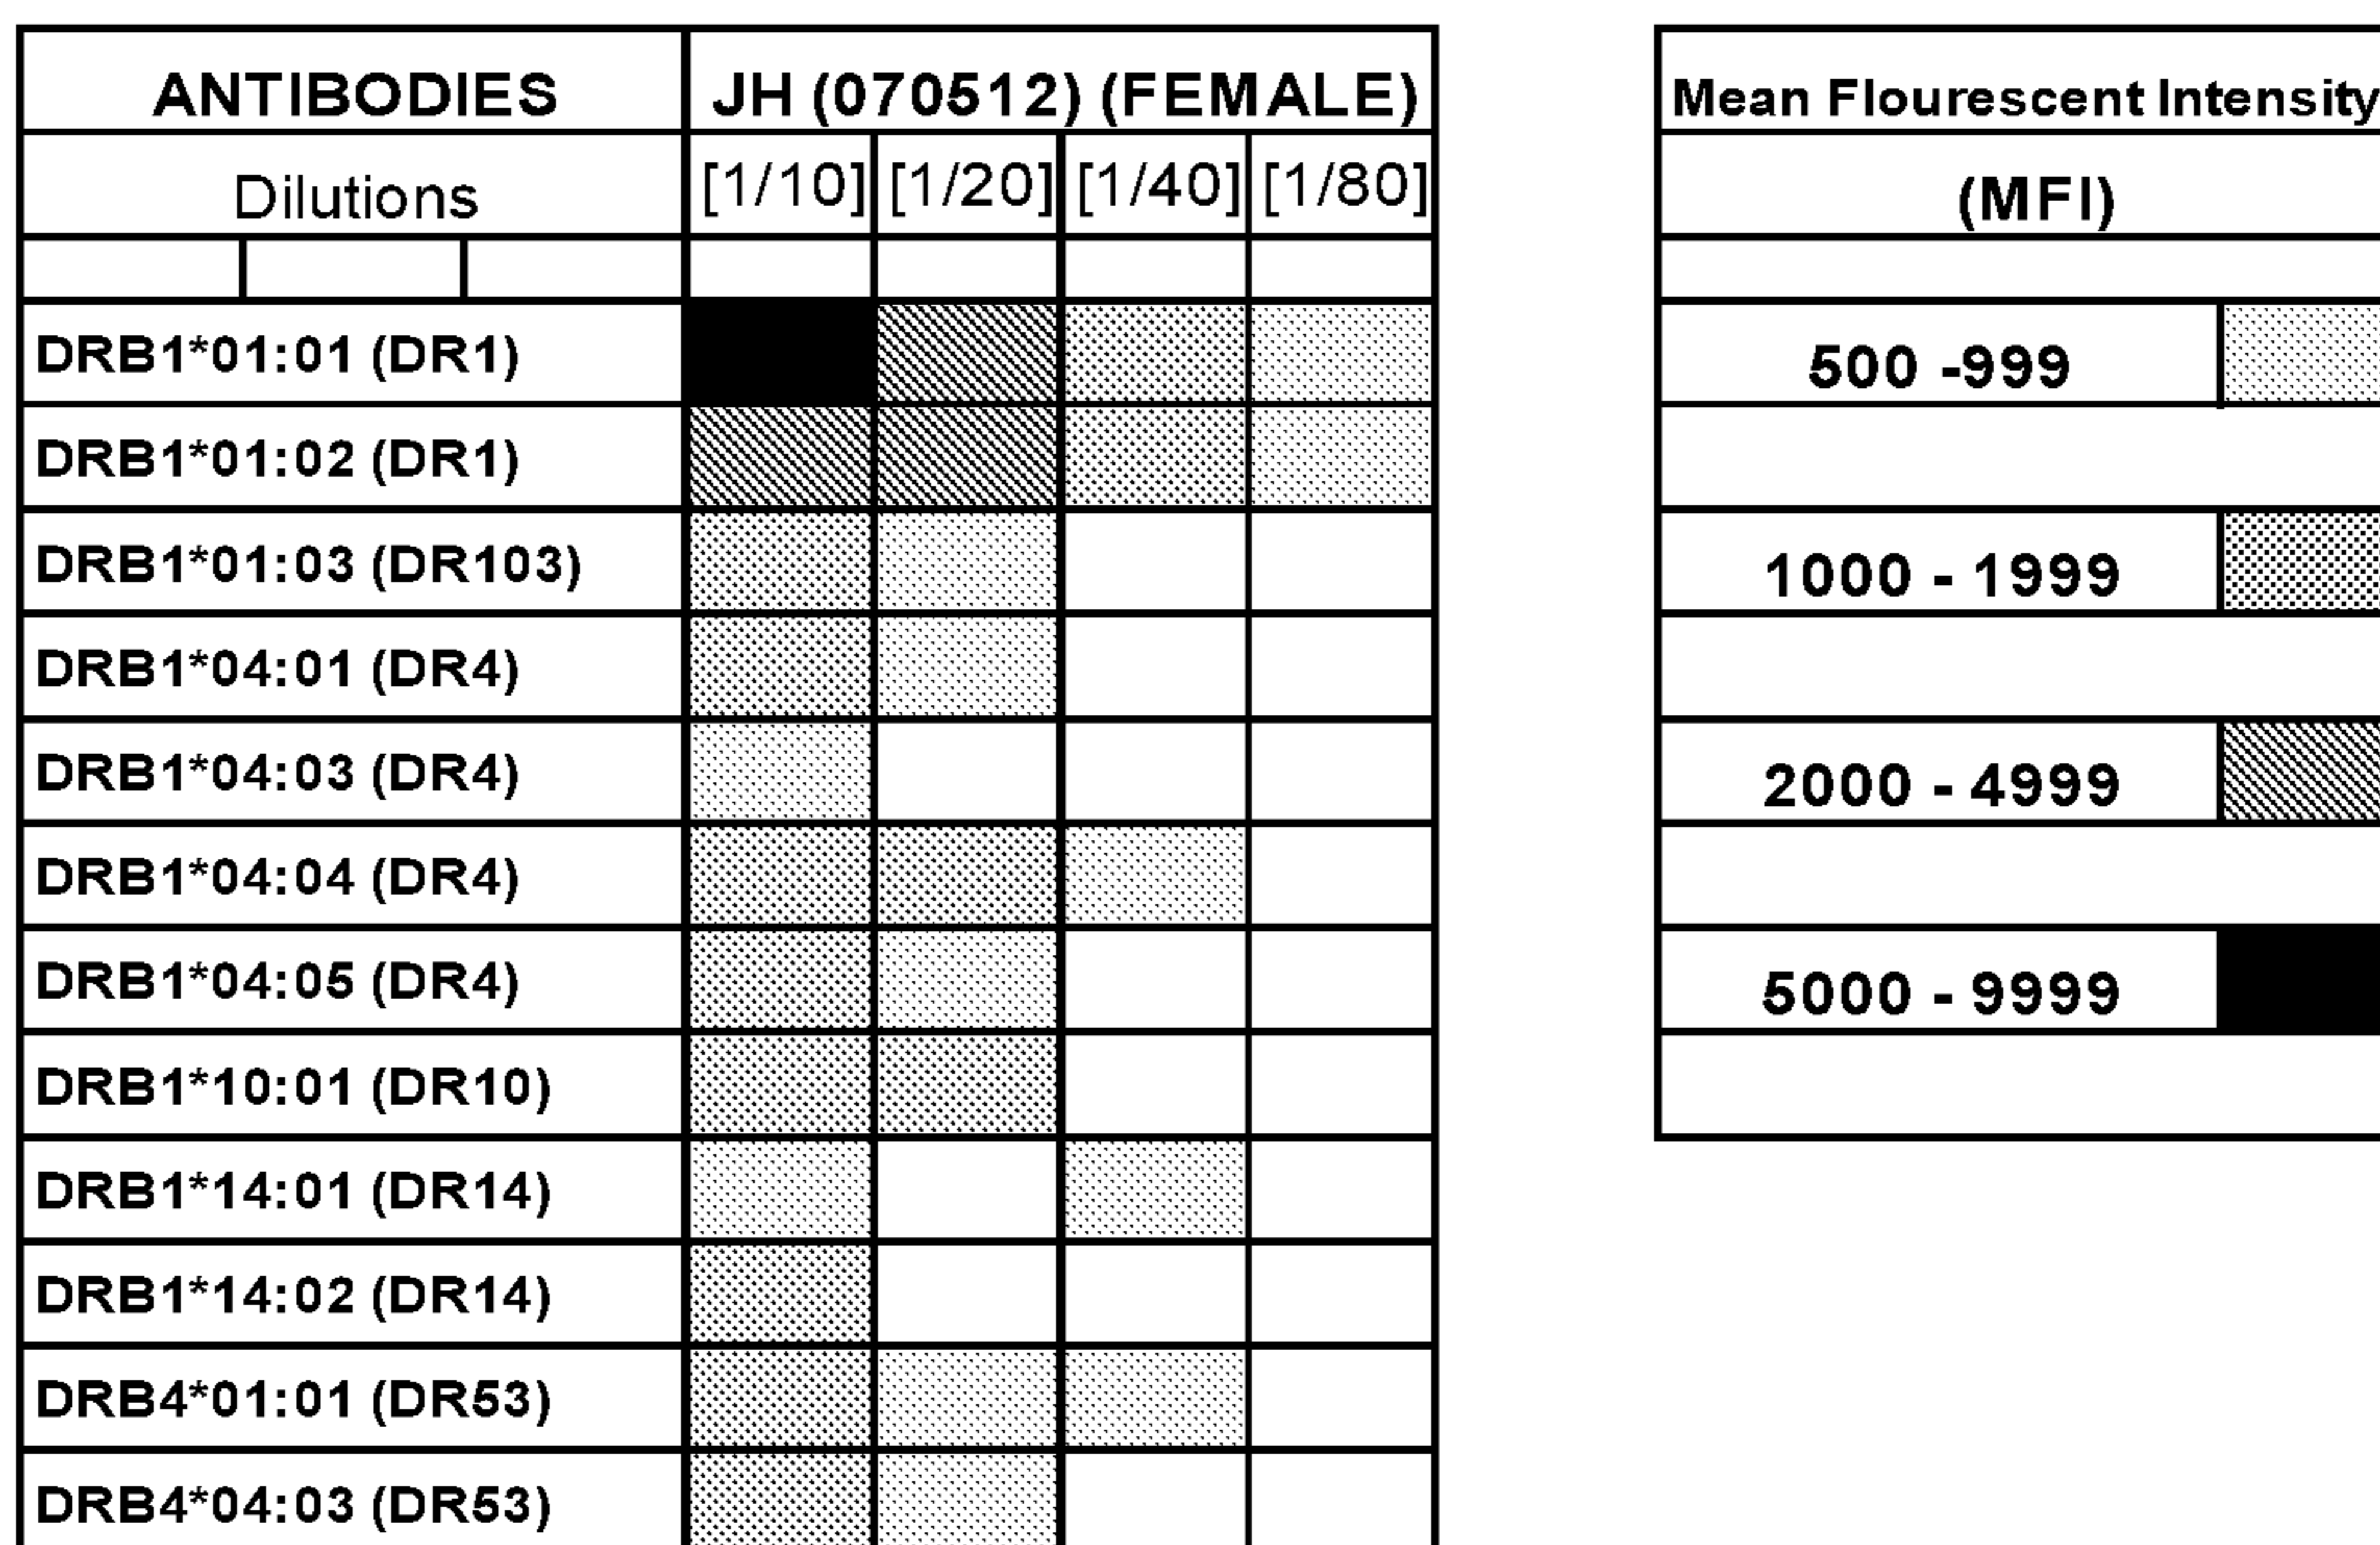 ANTIBODIES JH (070512) (FEMALE)
Dilutions [1/10] [1/20] [1/40] [1/80]
DRB1*01:01 (DR1)
DRB1*01:02 (DR1)
DRB1*01:03 (DR103)
DRB1*04:01 (DR4)
DRB1*04:03 (DR4)
DRB1*04:04 (DR4)
DRB1*04:05 (DR4)
DRB1*10:01 (DR10)
DRB1*14:01 (DR14)
DRB1*14:02 (DR14)
DRB4*01:01 (DR53)
DRB4*04:03 (DR53)
Mean Flourescent Intensity
(MFI)
500 -999
1000 - 1999
2000 - 4999
5000 - 9999